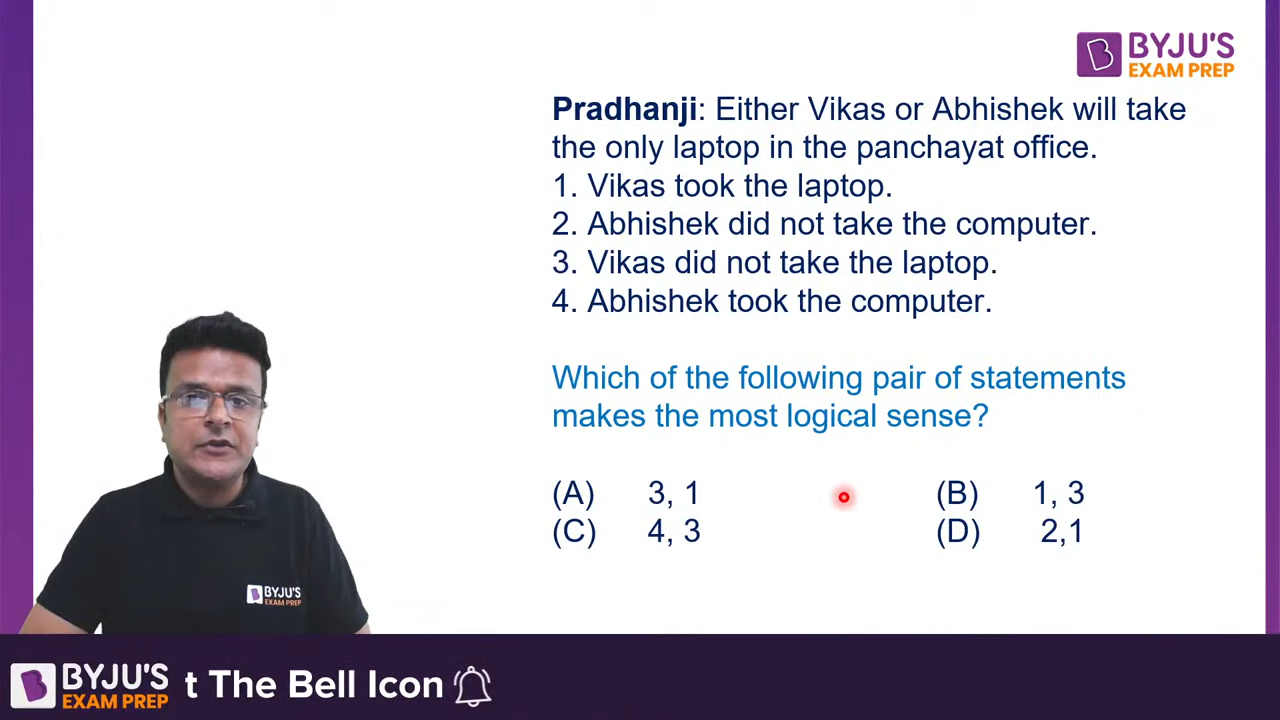 BYJU'S
EXAM PREP
Pradhanji: Either Vikas or Abhishek will take
the only laptop in the panchayat office.
1. Vikas took the laptop.
2. Abhishek did not take the computer.
3. Vikas did not take the laptop.
4. Abhishek took the computer.
Which of the following pair of statements
makes the most logical sense?
(A) 3, 1 (B) 1, 3
(C) 4, 3 (D) 2,1
BYJU'S
EXAM PREP
BYJU'S
EXAM PREP
t The Bell Icon